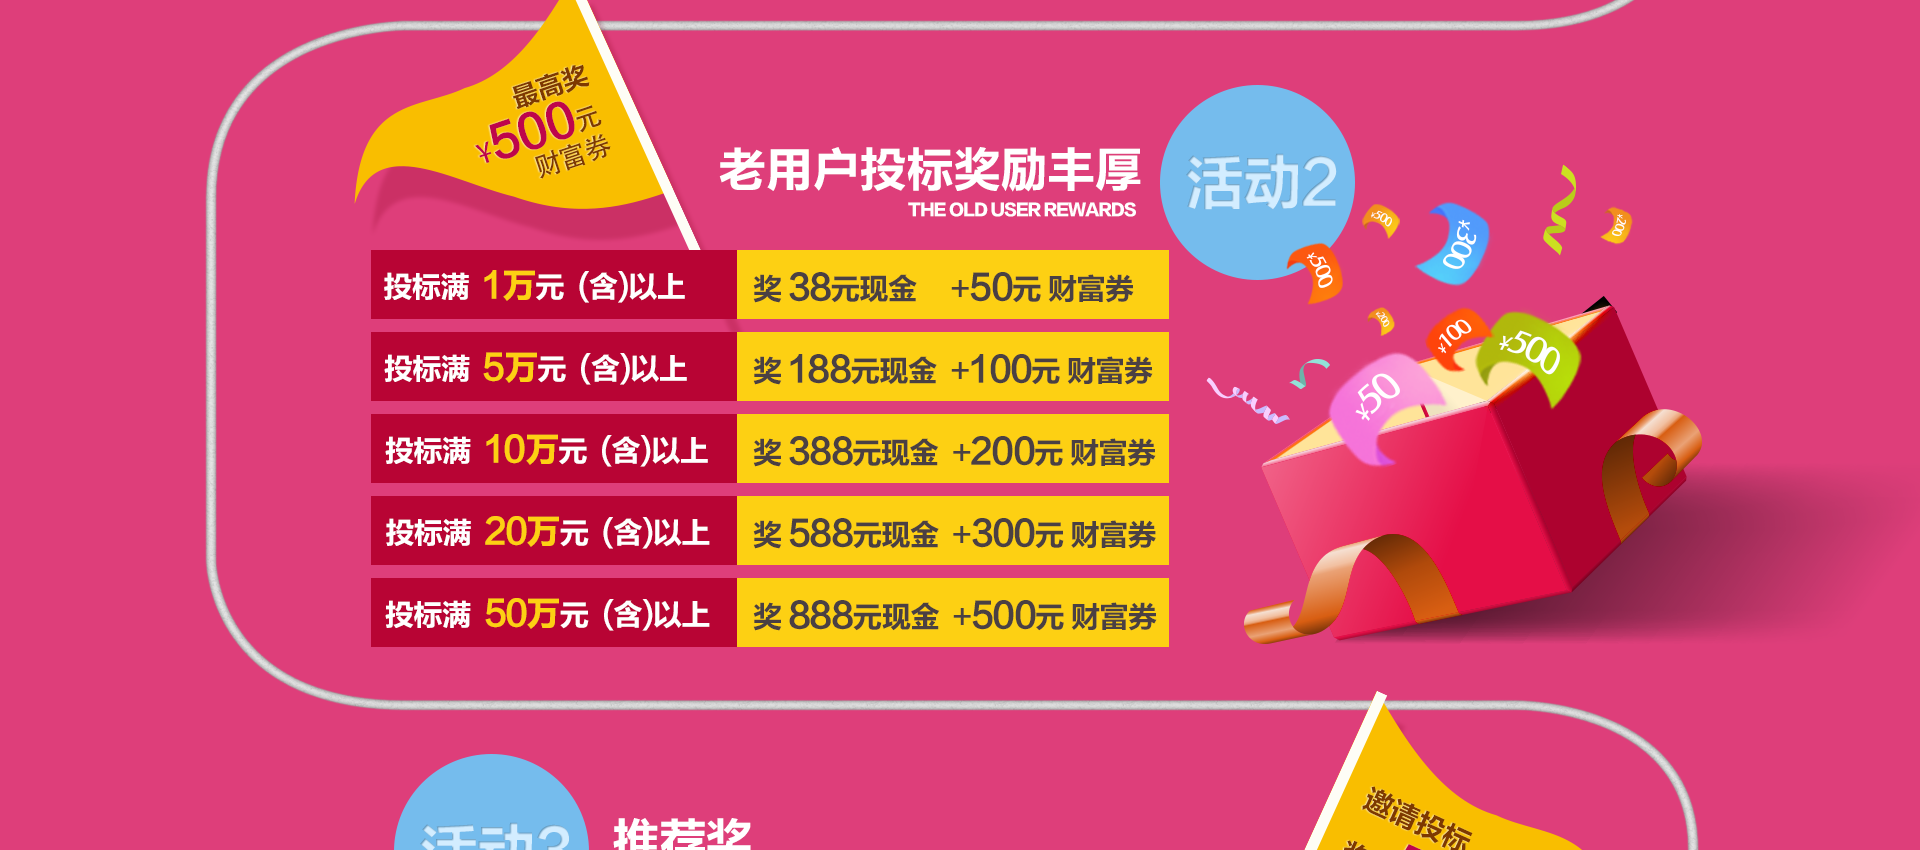 最高奖
¥500元
财富券
老用户投标奖励丰厚
THE OLD USER REWARDS
活动2
投标满 1万元 (含)以上 奖 38元现金 +50元 财富券
投标满 5万元 (含)以上 奖 188元现金 +100元 财富券
投标满 10万元 (含)以上 奖 388元现金 +200元 财富券
投标满 20万元 (含)以上 奖 588元现金 +300元 财富券
投标满 50万元 (含)以上 奖 888元现金 +500元 财富券
¥500
¥300
¥200
¥500
200
¥100
¥500
¥50
活动3
推荐奖
邀请投标